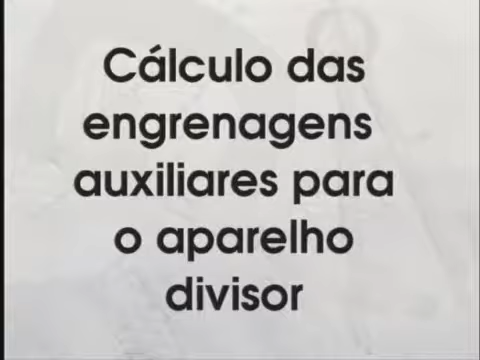 Cálculo das
engrenagens
auxiliares para
o aparelho
divisor